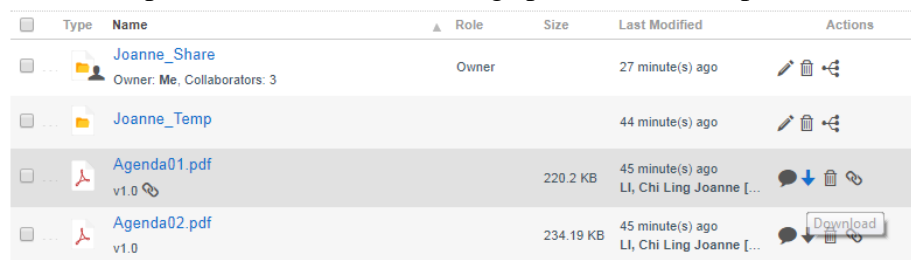 Type Name Role Size Last Modified Actions
Joanne_Share
Owner: Me, Collaborators: 3
Owner
27 minute(s) ago
Joanne_Temp
44 minute(s) ago
Agenda01.pdf
v1.0
220.2 KB
45 minute(s) ago
LI, Chi Ling Joanne [...
Agenda02.pdf
v1.0
234.19 KB
45 minute(s) ago
LI, Chi Ling Joanne [...
Download